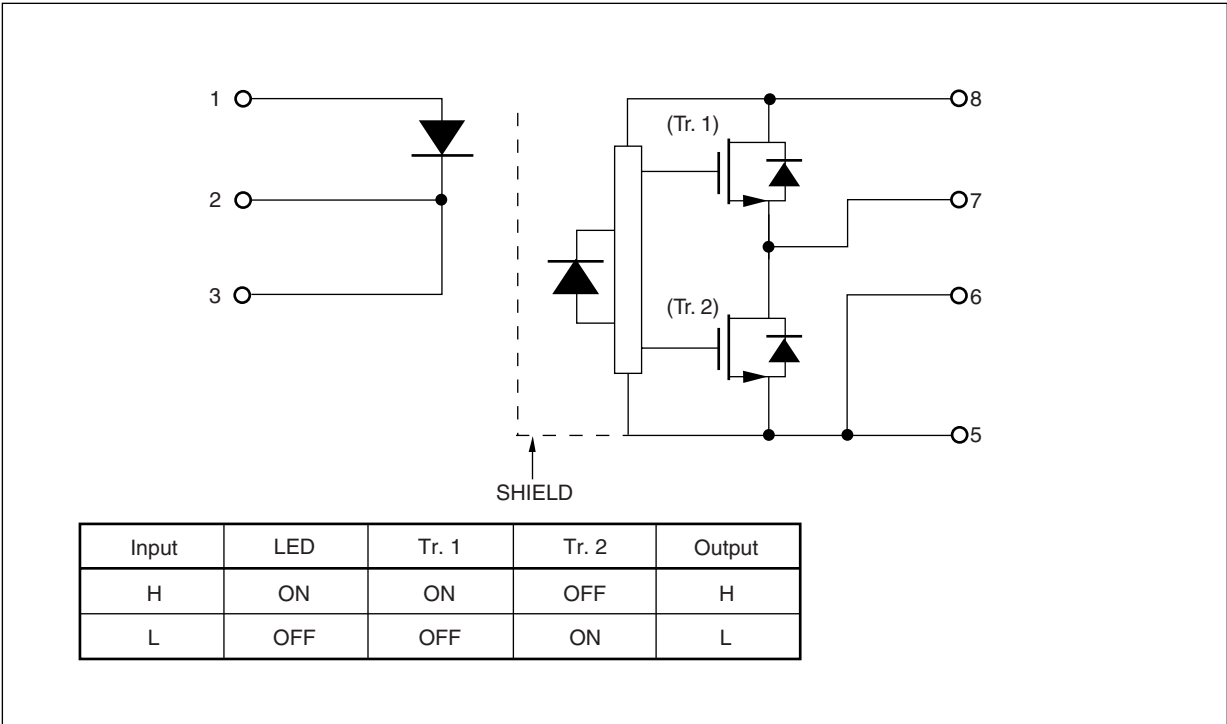 1
8
(Tr. 1)
2
7
3
6
(Tr. 2)
5
SHIELD
Input LED Tr. 1 Tr. 2 Output
H ON ON OFF H
L OFF OFF ON L